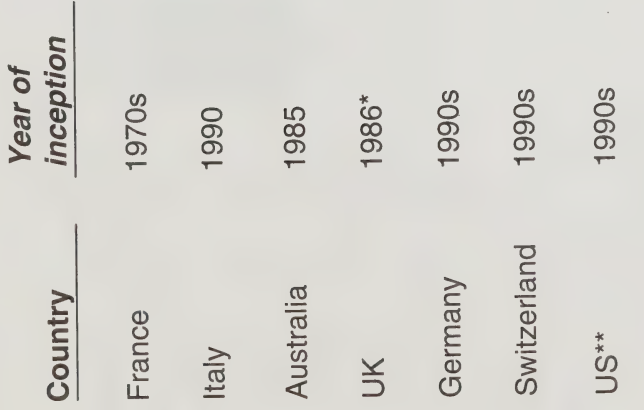 Year of
Country inception
France 1970s
Italy 1990
Australia 1985
UK 1986*
Germany 1990s
Switzerland 1990s
US** 1990s